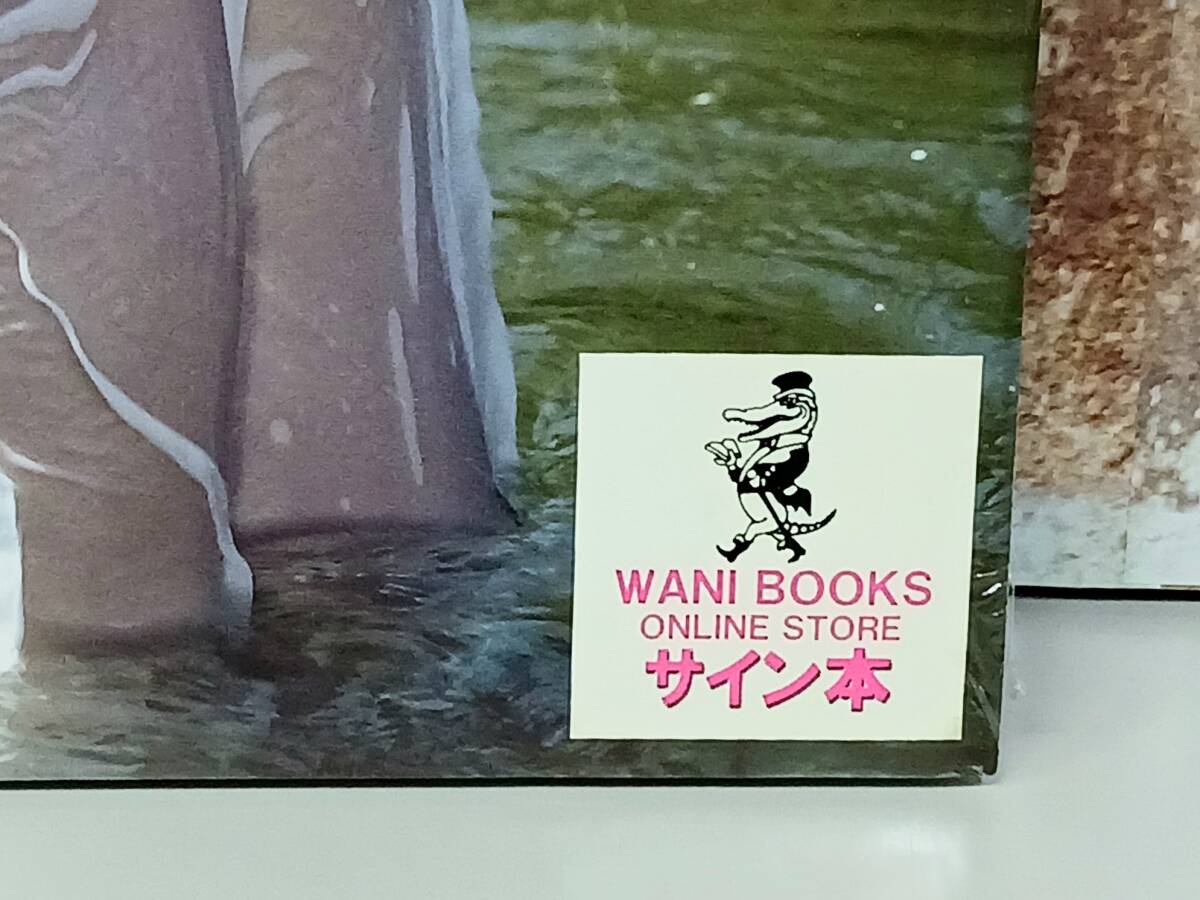 WANI BOOKS
ONLINE STORE
サイン本